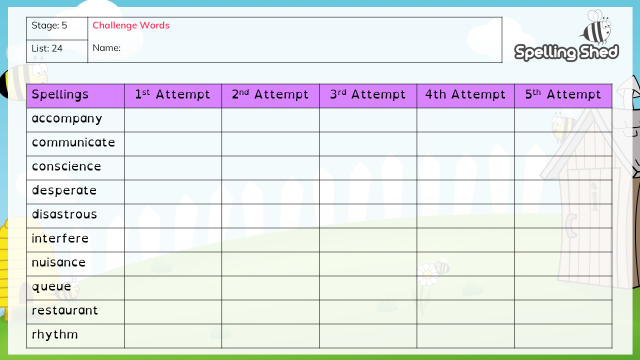 Stage: 5
Challenge Words
List: 24
Name:
Spelling Shed
Spellings 1st Attempt 2nd Attempt 3rd Attempt 4th Attempt 5th Attempt
accompany
communicate
conscience
desperate
disastrous
interfere
nuisance
queue
restaurant
rhythm